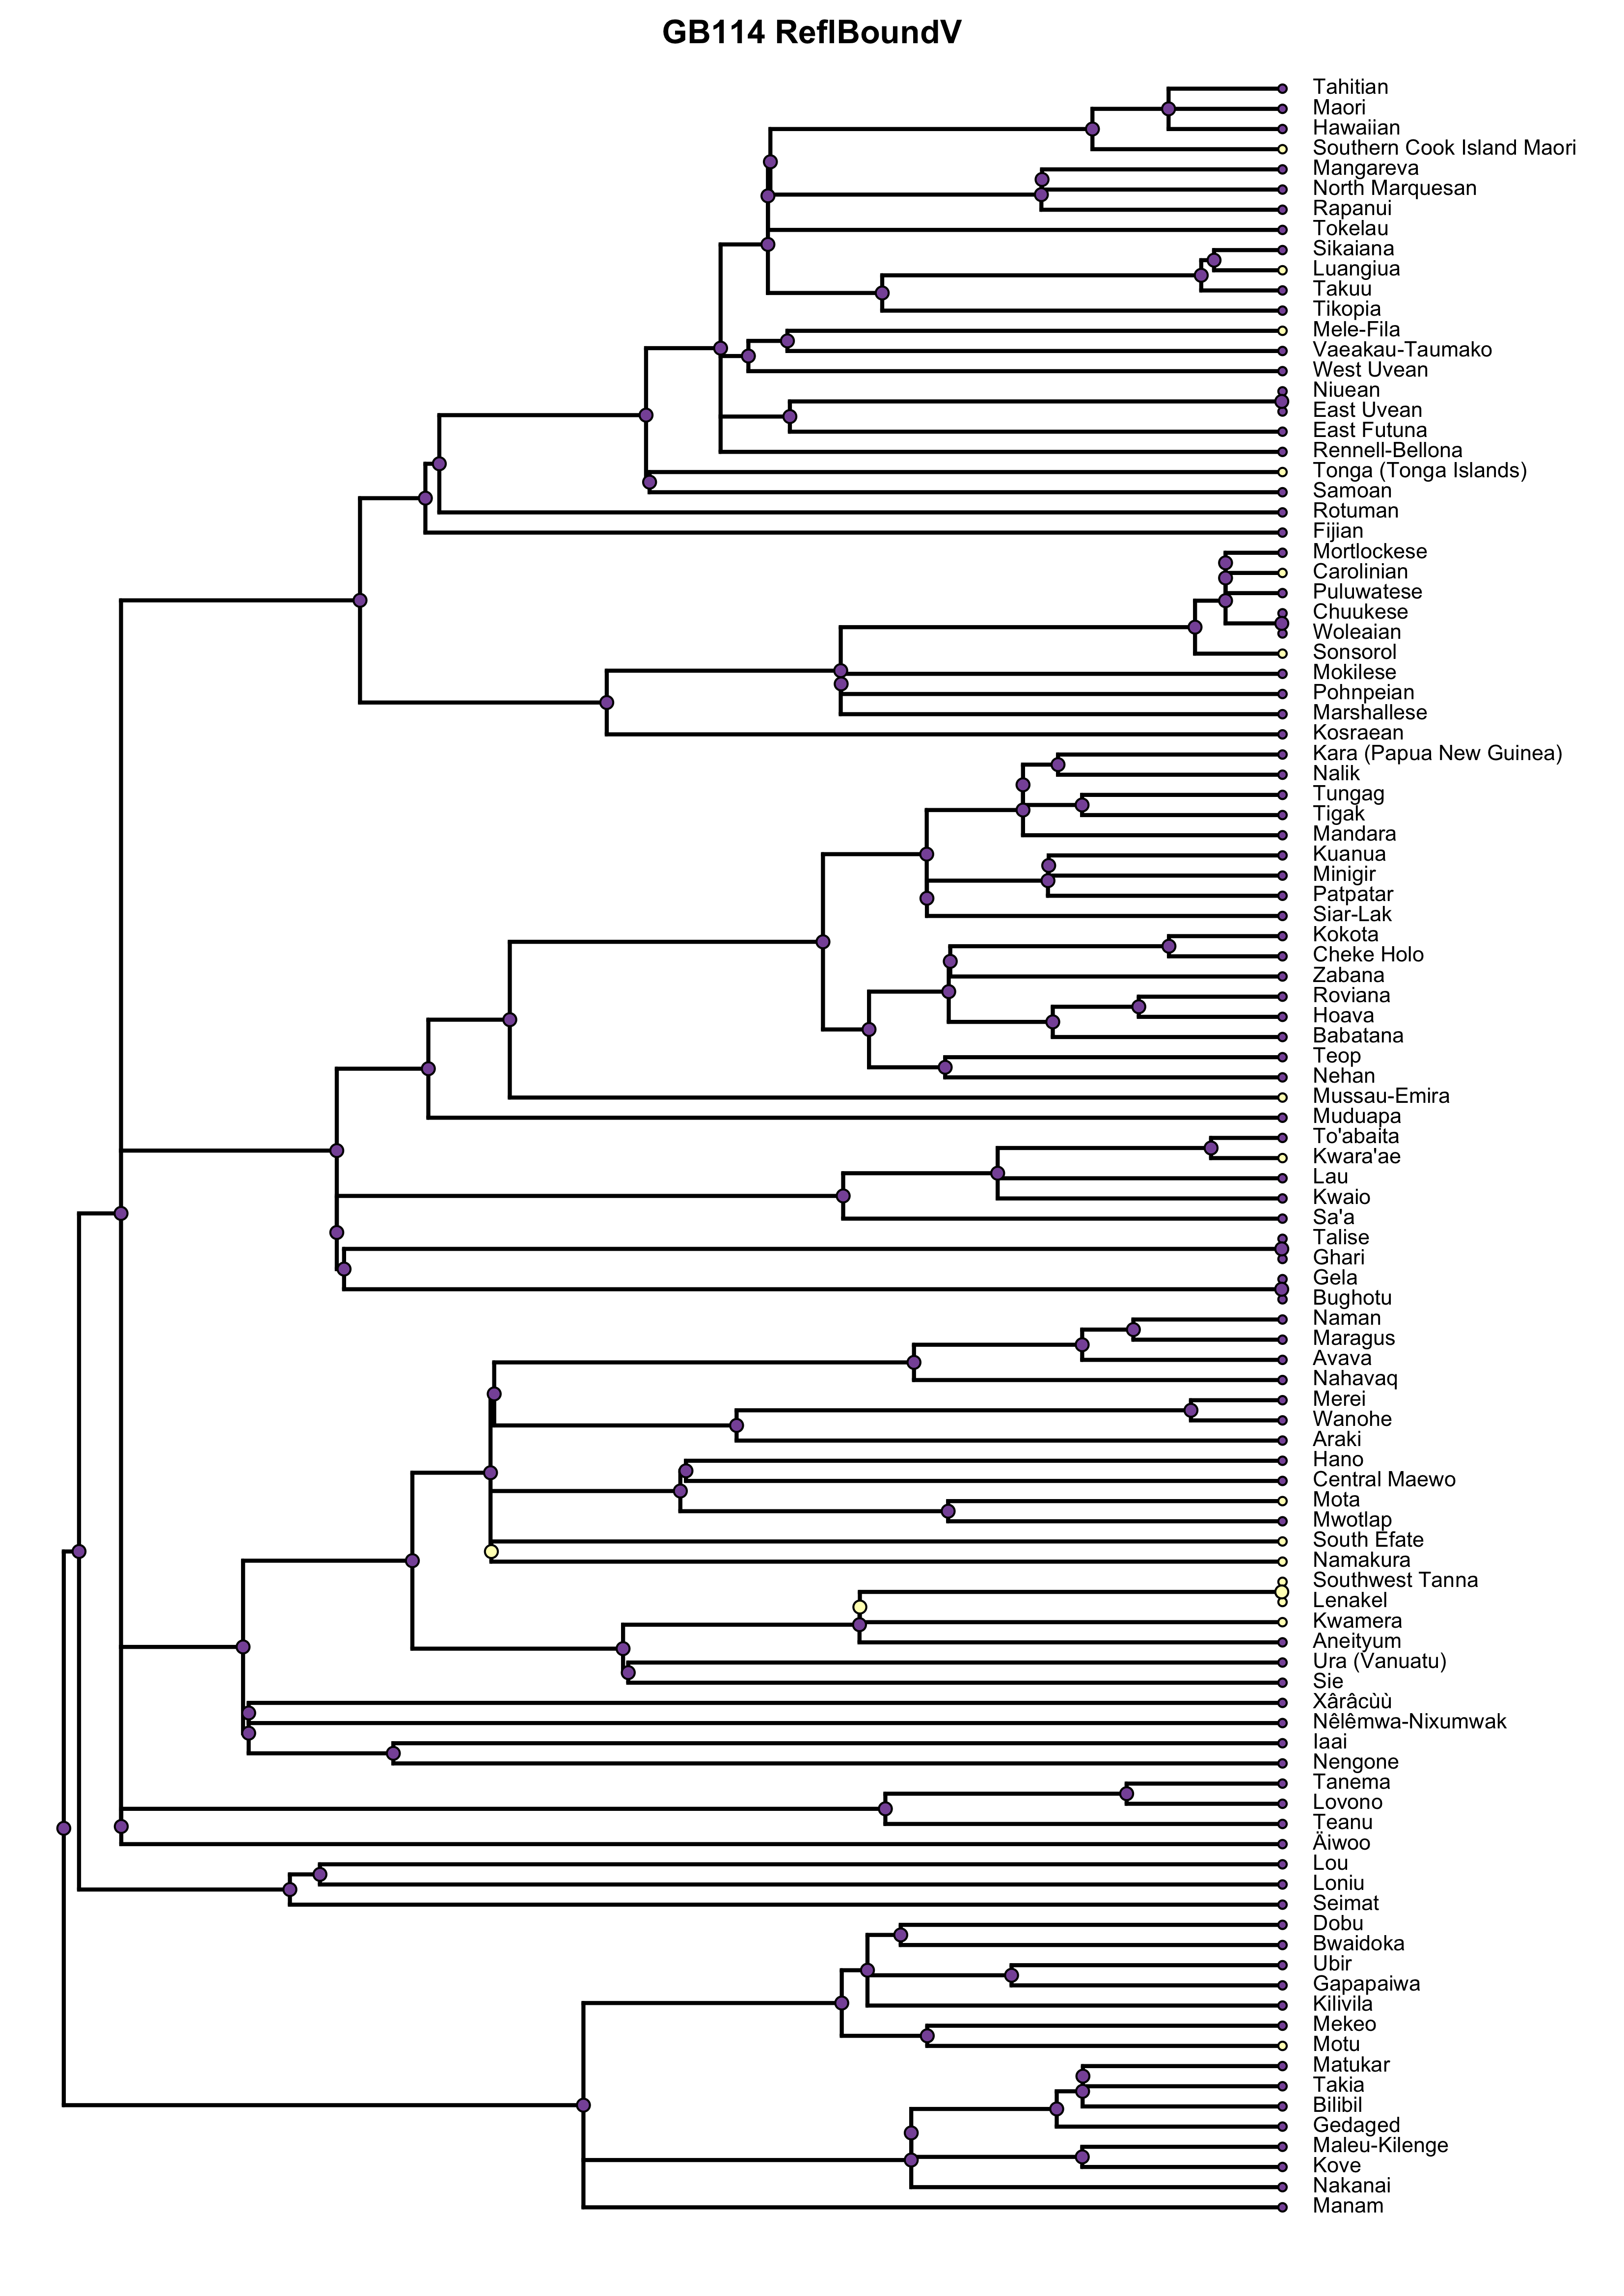 GB114 ReflBoundV
Tahitian
Maori
Hawaiian
Southern Cook Island Maori
Mangareva
North Marquesan
Rapanui
Tokelau
Sikaiana
Luangiua
Takuu
Tikopia
Mele-Fila
Vaeakau-Taumako
West Uvean
Niuean
East Uvean
East Futuna
Rennell-Bellona
Tonga (Tonga Islands)
Samoan
Rotuman
Fijian
Mortlockese
Carolinian
Puluwatese
Chuukese
Woleaian
Sonsorol
Mokilese
Pohnpeian
Marshallese
Kosraean
Kara (Papua New Guinea)
Nalik
Tungag
Tigak
Mandara
Kuanua
Minigir
Patpatar
Siar-Lak
Kokota
Cheke Holo
Zabana
Roviana
Hoava
Babatana
Teop
Nehan
Mussau-Emira
Muduapa
To'abaita
Kwara'ae
Lau
Kwaio
Sa'a
Talise
Ghari
Gela
Bughotu
Naman
Maragus
Avava
Nahavaq
Merei
Wanohe
Araki
Hano
Central Maewo
Mota
Mwotlap
South Efate
Namakura
Southwest Tanna
Lenakel
Kwamera
Aneityum
Ura (Vanuatu)
Sie
Xârâcùù
Nêlêmwa-Nixumwak
Iaai
Nengone
Tanema
Lovono
Teanu
Äiwoo
Lou
Loniu
Seimat
Dobu
Bwaidoka
Ubir
Gapapaiwa
Kilivila
Mekeo
Motu
Matukar
Takia
Bilibil
Gedaged
Maleu-Kilenge
Kove
Nakanai
Manam